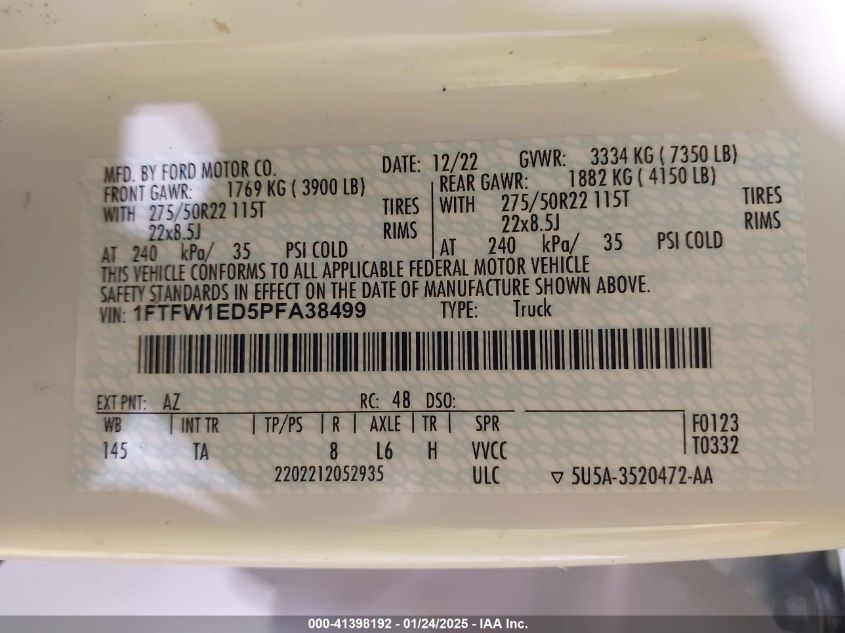 MFD. BY FORD MOTOR CO. DATE: 12/22 GVWR: 3334 KG ( 7350 LB)
FRONT GAWR: 1769 KG ( 3900 LB) REAR GAWR: 1882 KG ( 4150 LB)
WITH 275/50R22 115T TIRES WITH 275/50R22 115T TIRES
22x8.5J RIMS 22x8.5J RIMS
AT 240 kPa/ 35 PSI COLD AT 240 kPa/ 35 PSI COLD
THIS VEHICLE CONFORMS TO ALL APPLICABLE FEDERAL MOTOR VEHICLE
SAFETY STANDARDS IN EFFECT ON THE DATE OF MANUFACTURE SHOWN ABOVE.
VIN: 1FTFW1ED5PFA38499 TYPE: Truck
EXT PNT: AZ RC: 48 DSO:
WB INT TR TP/PS R AXLE TR SPR F0123
145 TA 8 L6 H VVCC T0332
2202212052935 ULC ▽ 5U5A-3520472-AA
000-41398192 - 01/24/2025 - IAA Inc.